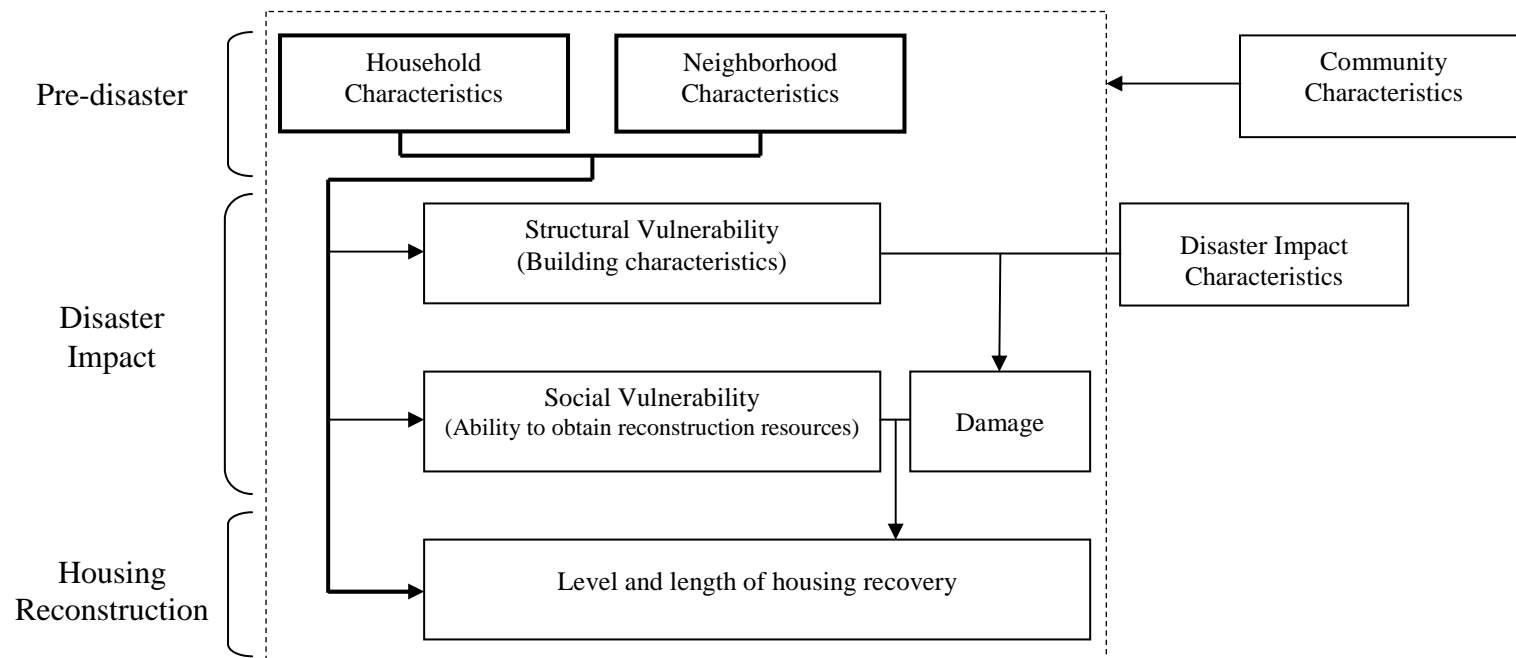 Pre-disaster
Household
Characteristics
Neighborhood
Characteristics
Community
Characteristics
Disaster
Impact
Structural Vulnerability
(Building characteristics)
Disaster Impact
Characteristics
Social Vulnerability
(Ability to obtain reconstruction resources)
Damage
Housing
Reconstruction
Level and length of housing recovery